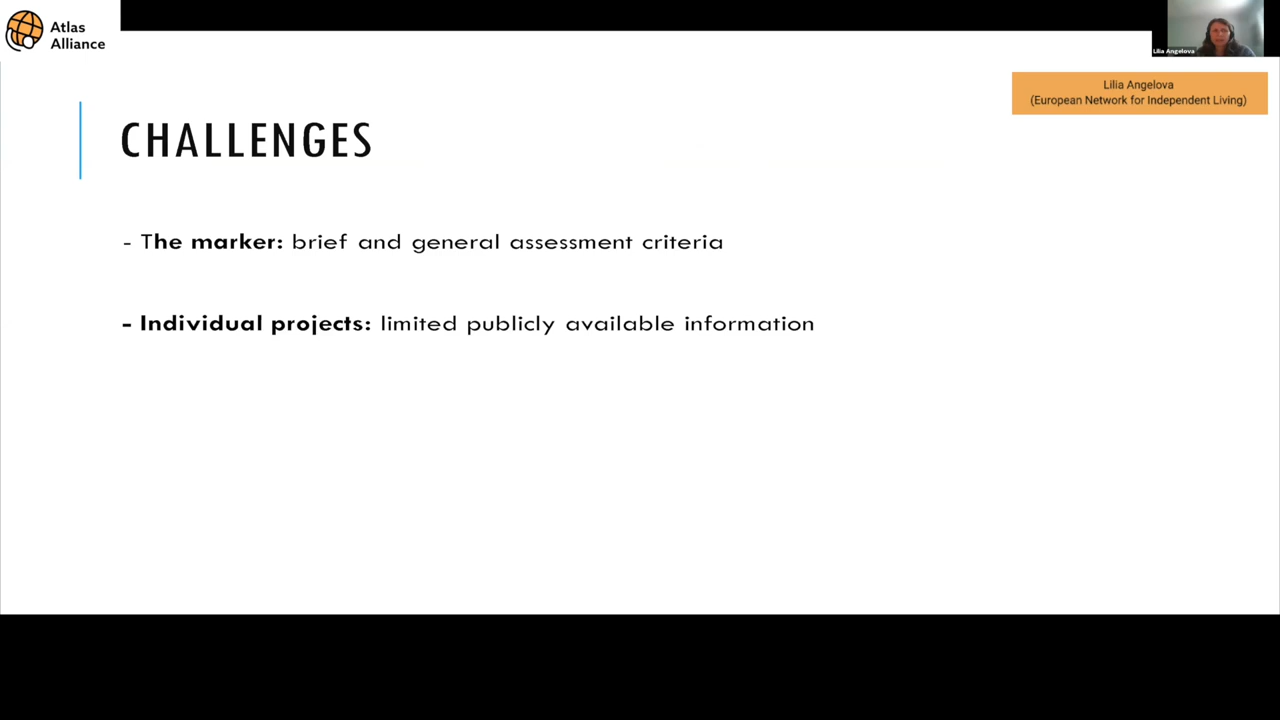 Atlas
Alliance
Lilia Angelova
Lilia Angelova
(European Network for Independent Living)
CHALLENGES
- The marker: brief and general assessment criteria
- Individual projects: limited publicly available information